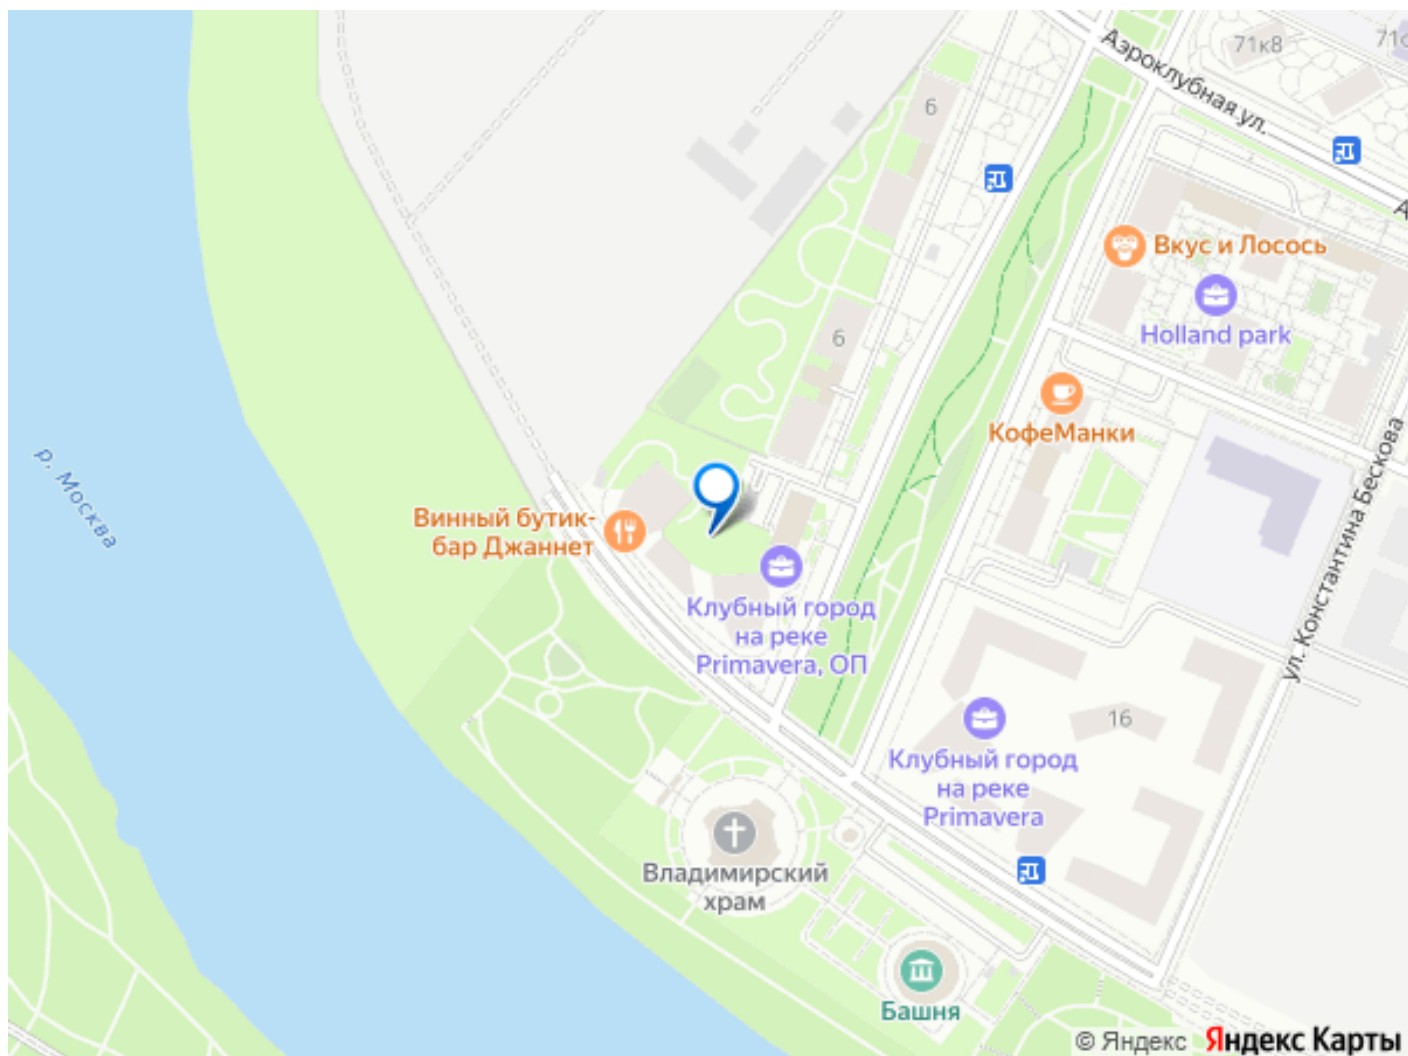 Аэроклубная ул.
71к8
6
Вкус и Лосось
Holland park
6
КофеМанки
ул. Константина Бескова
р. Москва
Винный бутик-
бар Джаннет
Клубный город
на реке
Primavera, ОП
16
Клубный город
на реке
Primavera
Владимирский
храм
Башня
© Яндекс Яндекс Карты